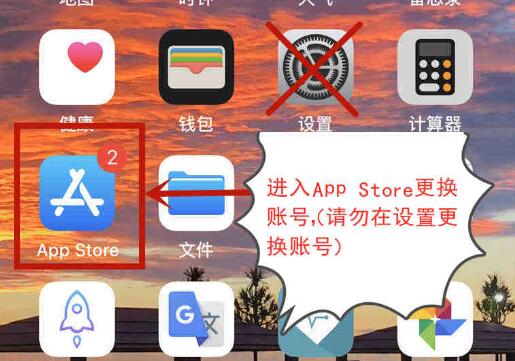 地图 时钟 天气 备忘录
健康 钱包 设置 计算器
2
进入App Store更换
账号,(请勿在设置更
换账号)
App Store 文件
G 文